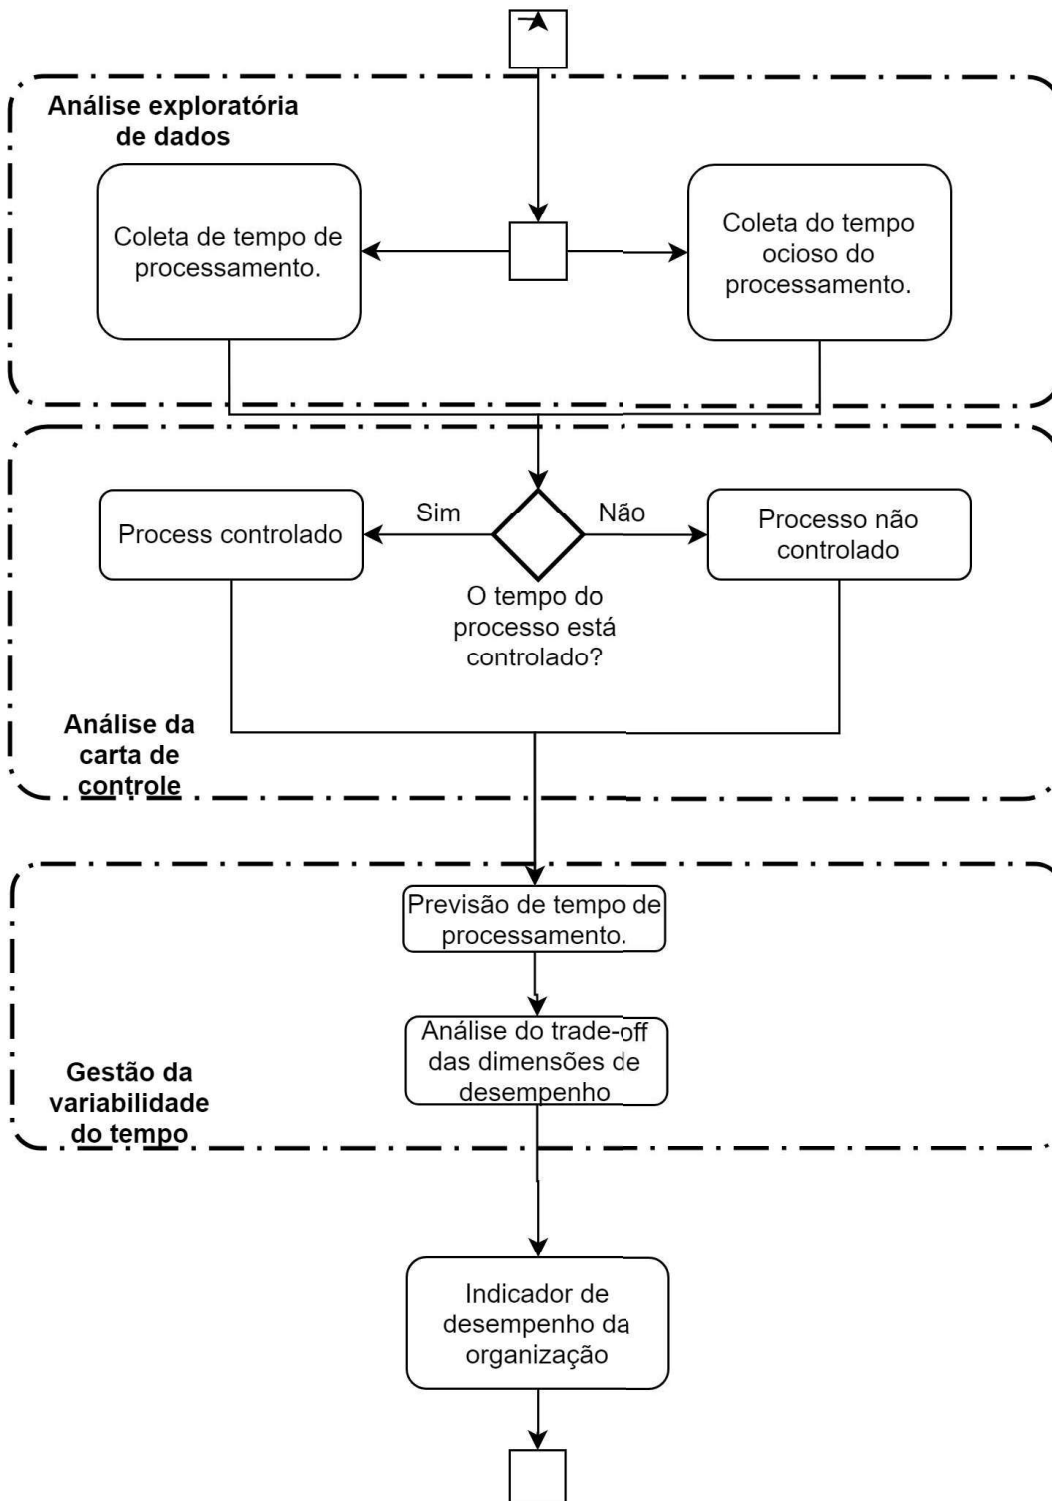 Análise exploratória
de dados
Coleta de tempo de
processamento.
Coleta do tempo
ocioso do
processamento.
Sim
Não
Process controlado
Processo não
controlado
O tempo do
processo está
controlado?
Análise da
carta de
controle
Previsão de tempo de
processamento.
Análise do trade-off
das dimensões de
desempenho
Gestão da
variabilidade
do tempo
Indicador de
desempenho da
organização